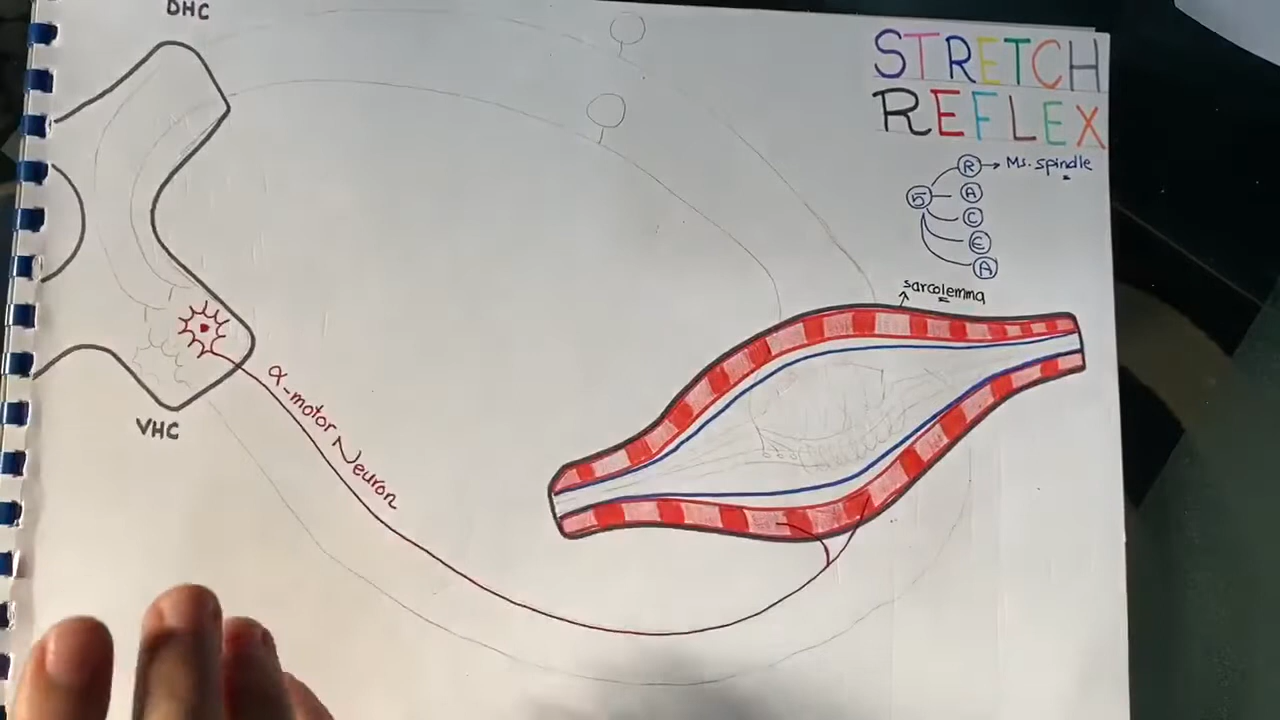 DHC
STRETCH
REFLEX
R → Ms. spindle
5
A
C
E
A
sarcolemma
α-motor Neuron
VHC